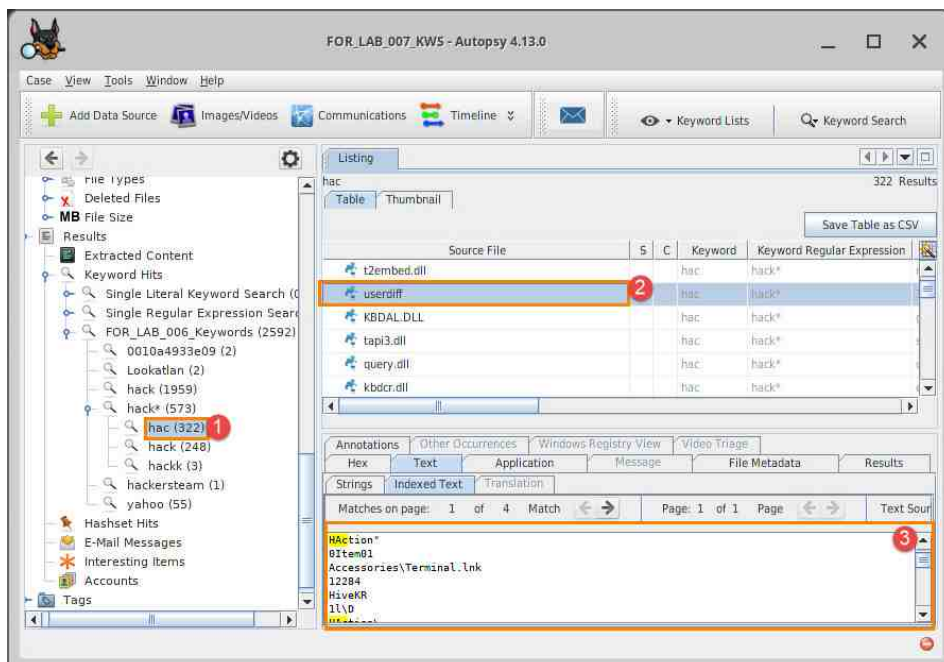 FOR_LAB_007_KWS - Autopsy 4.13.0
Case View Tools Window Help
Add Data Source Images/Videos Communications Timeline Keyword Lists Keyword Search
File Types
Deleted Files
MB File Size
Results
Extracted Content
Keyword Hits
Single Literal Keyword Search (0
Single Regular Expression Sear
FOR_LAB_006_Keywords (2592)
0010a4933e09 (2)
Lookatlan (2)
hack (1959)
hack* (573)
hac (322) 1
hack (248)
hackk (3)
hackersteam (1)
yahoo (55)
Hashset Hits
E-Mail Messages
Interesting Items
Accounts
Tags
Listing
hac 322 Results
Table Thumbnail
Save Table as CSV
Source File S C Keyword Keyword Regular Expression
t2embed.dll hac hack*
userdiff 2 hac hack*
KBDAL.DLL hac hack*
tapi3.dll hac hack*
query.dll hac hack*
kbdcr.dll hac hack*
Annotations Other Occurrences Windows Registry View Video Triage
Hex Text Application Message File Metadata Results
Strings Indexed Text Translation
Matches on page: 1 of 4 Match Page: 1 of 1 Page Text Sour
3
HAction"
0Item01
Accessories\Terminal.lnk
12284
HiveKR
1l\D